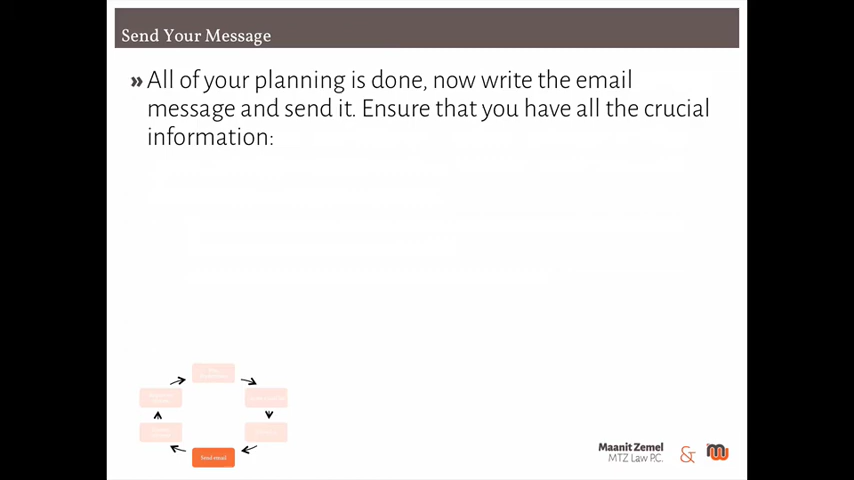 Send Your Message
» All of your planning is done, now write the email
message and send it. Ensure that you have all the crucial
information:
Send email
Maanit Zemel
MTZ Law P.C.
&